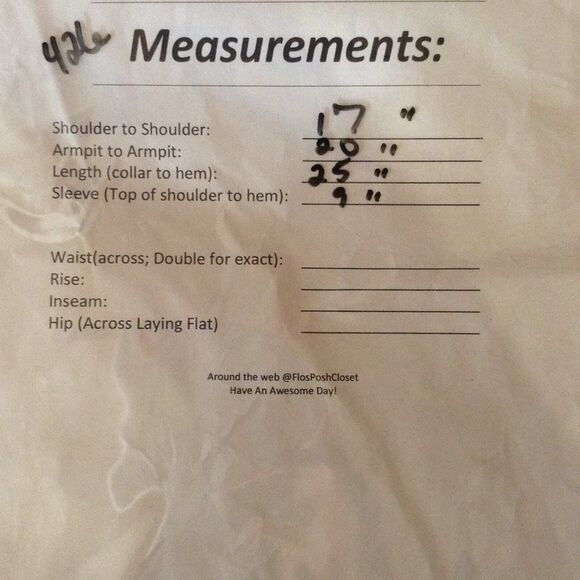 426
Measurements:
Shoulder to Shoulder: 17 "
Armpit to Armpit: 20 "
Length (collar to hem): 25 "
Sleeve (Top of shoulder to hem): 9 "
Waist(across; Double for exact):
Rise:
Inseam:
Hip (Across Laying Flat)
Around the web @FlosPoshCloset
Have An Awesome Day!